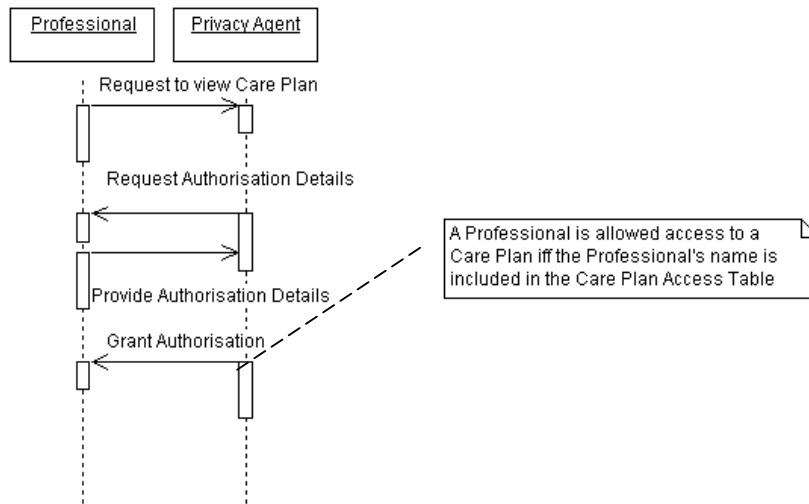 Professional
Privacy Agent
Request to view Care Plan
Request Authorisation Details
A Professional is allowed access to a
Care Plan iff the Professional's name is
included in the Care Plan Access Table
Provide Authorisation Details
Grant Authorisation